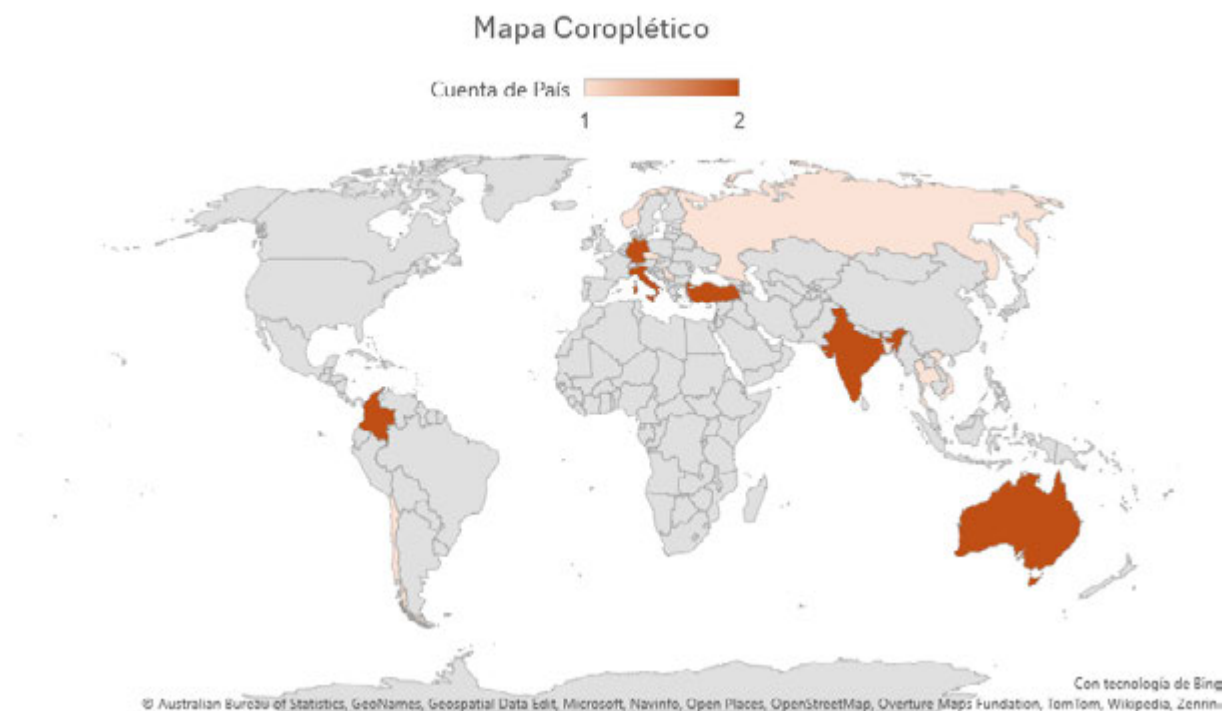 Mapa Coroplético
Cuenta de País
1 2
Con tecnología de Bing
© Australian Bureau of Statistics, GeoNames, Geospatial Data Edit, Microsoft, Navinfo, Open Places, OpenStreetMap, Overture Maps Fundation, TomTom, Wikipedia, Zenrin